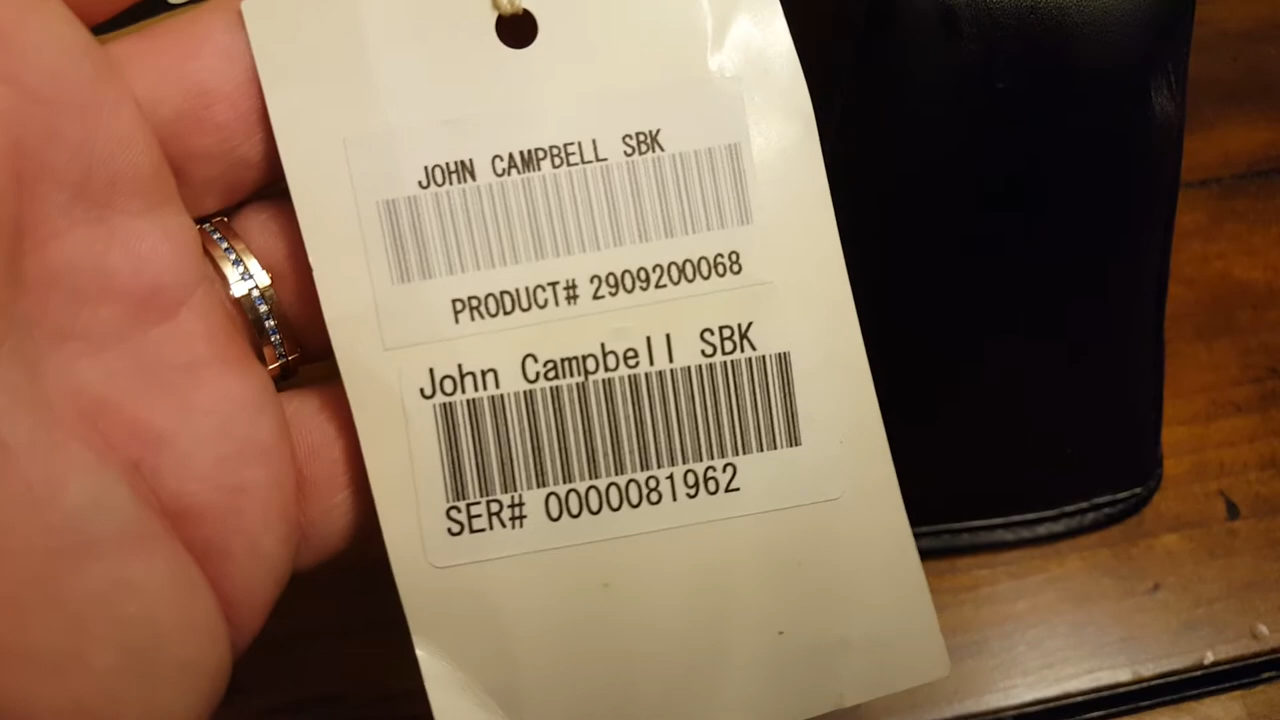 JOHN CAMPBELL SBK
PRODUCT# 2909200068
John Campbell SBK
SER# 0000081962